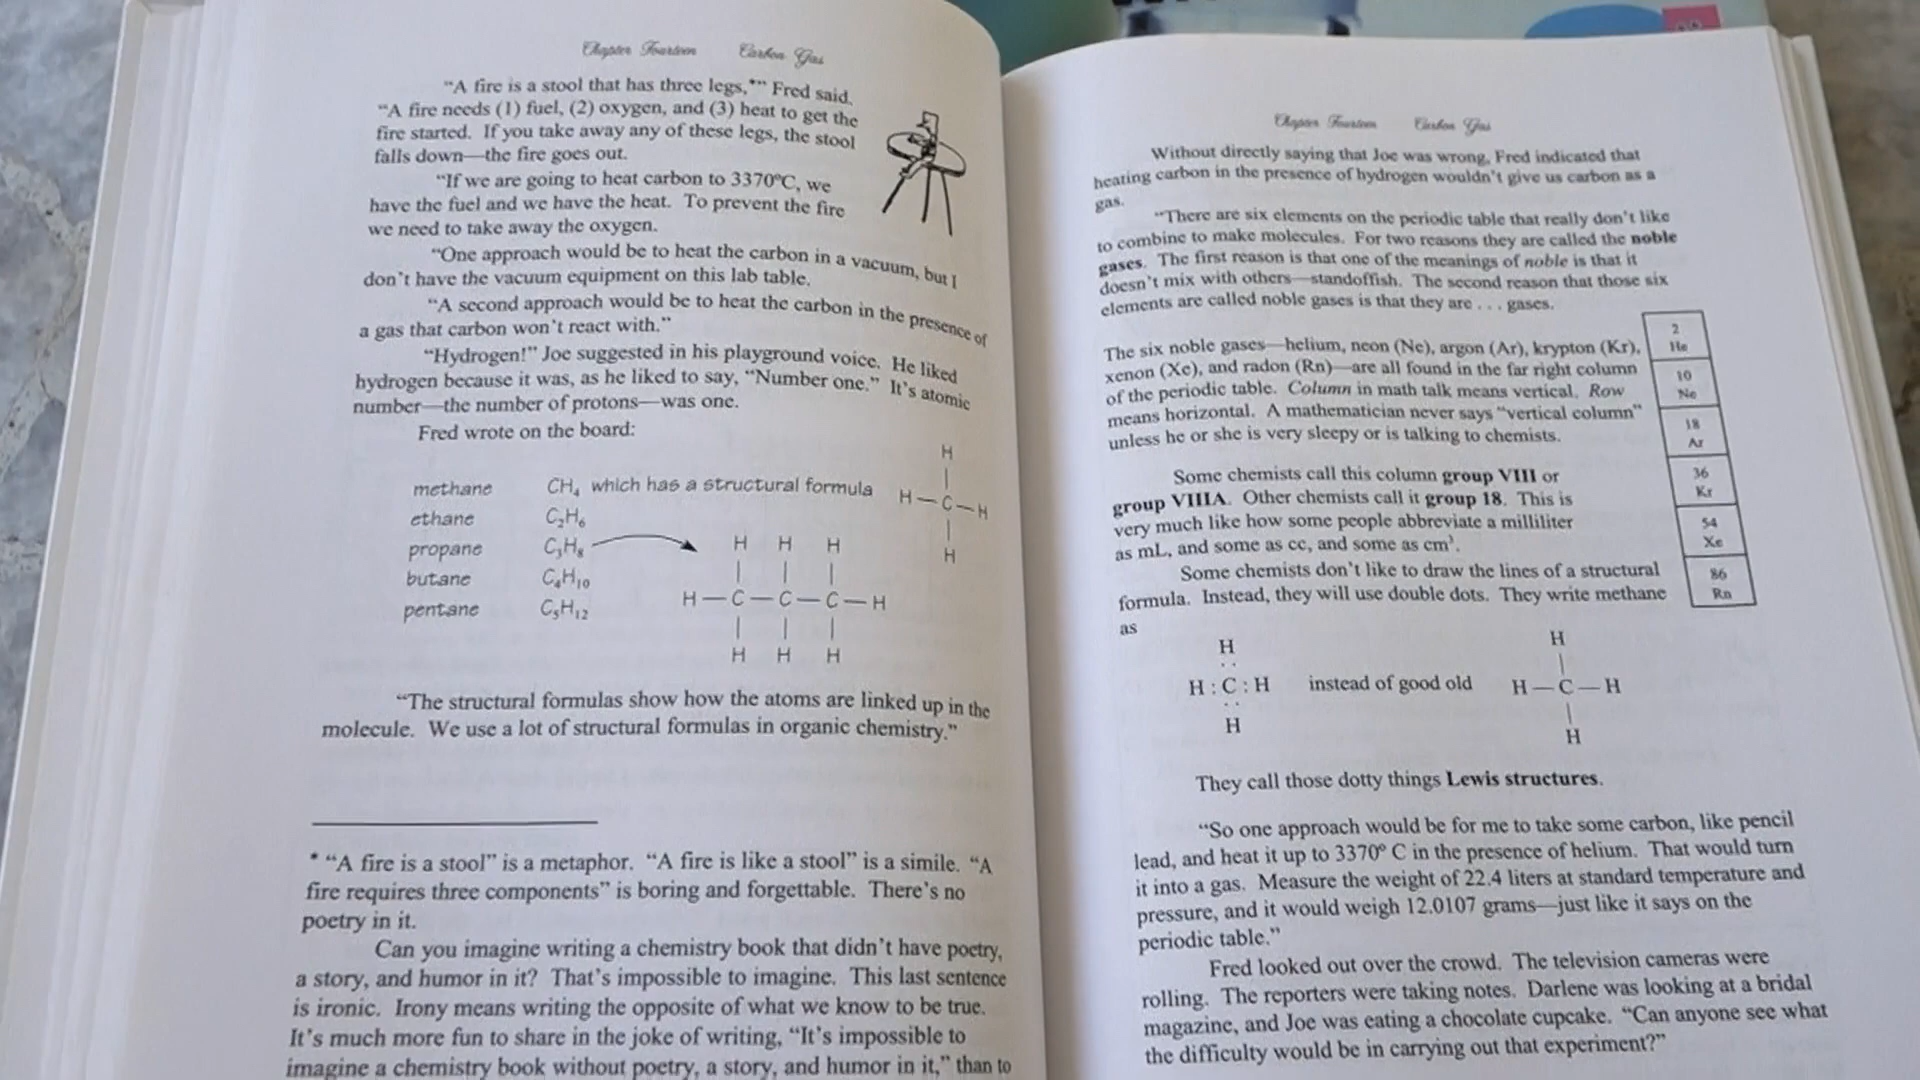 Chapter Fourteen Carbon Gas
“A fire is a stool that has three legs,*” Fred said.
“A fire needs (1) fuel, (2) oxygen, and (3) heat to get the
fire started. If you take away any of these legs, the stool
falls down—the fire goes out.
“If we are going to heat carbon to 3370ºC, we
have the fuel and we have the heat. To prevent the fire
we need to take away the oxygen.
“One approach would be to heat the carbon in a vacuum, but I
don’t have the vacuum equipment on this lab table.
“A second approach would be to heat the carbon in the presence of
a gas that carbon won’t react with.”
“Hydrogen!” Joe suggested in his playground voice. He liked
hydrogen because it was, as he liked to say, “Number one.” It’s atomic
number—the number of protons—was one.
Fred wrote on the board:
methane CH₄ which has a structural formula
ethane C₂H₆
propane C₃H₈
butane C₄H₁₀
pentane C₅H₁₂
H
|
H—C—H
|
H
H H H
| | |
H—C—C—C—H
| | |
H H H
“The structural formulas show how the atoms are linked up in the
molecule. We use a lot of structural formulas in organic chemistry.”
* “A fire is a stool” is a metaphor. “A fire is like a stool” is a simile. “A
fire requires three components” is boring and forgettable. There’s no
poetry in it.
Can you imagine writing a chemistry book that didn’t have poetry,
a story, and humor in it? That’s impossible to imagine. This last sentence
is ironic. Irony means writing the opposite of what we know to be true.
It’s much more fun to share in the joke of writing, “It’s impossible to
imagine a chemistry book without poetry, a story, and humor in it,” than to
Chapter Fourteen Carbon Gas
Without directly saying that Joe was wrong, Fred indicated that
heating carbon in the presence of hydrogen wouldn’t give us carbon as a
gas.
“There are six elements on the periodic table that really don’t like
to combine to make molecules. For two reasons they are called the noble
gases. The first reason is that one of the meanings of noble is that it
doesn’t mix with others—standoffish. The second reason that those six
elements are called noble gases is that they are . . . gases.
The six noble gases—helium, neon (Ne), argon (Ar), krypton (Kr),
xenon (Xe), and radon (Rn)—are all found in the far right column
of the periodic table. Column in math talk means vertical. Row
means horizontal. A mathematician never says “vertical column”
unless he or she is very sleepy or is talking to chemists.
2
He
10
Ne
18
Ar
36
Kr
54
Xe
86
Rn
Some chemists call this column group VIII or
group VIIIA. Other chemists call it group 18. This is
very much like how some people abbreviate a milliliter
as mL, and some as cc, and some as cm³.
Some chemists don’t like to draw the lines of a structural
formula. Instead, they will use double dots. They write methane
as
H
. .
H : C : H
. .
H
instead of good old
H
|
H—C—H
|
H
They call those dotty things Lewis structures.
“So one approach would be for me to take some carbon, like pencil
lead, and heat it up to 3370º C in the presence of helium. That would turn
it into a gas. Measure the weight of 22.4 liters at standard temperature and
pressure, and it would weigh 12.0107 grams—just like it says on the
periodic table.”
Fred looked out over the crowd. The television cameras were
rolling. The reporters were taking notes. Darlene was looking at a bridal
magazine, and Joe was eating a chocolate cupcake. “Can anyone see what
the difficulty would be in carrying out that experiment?”